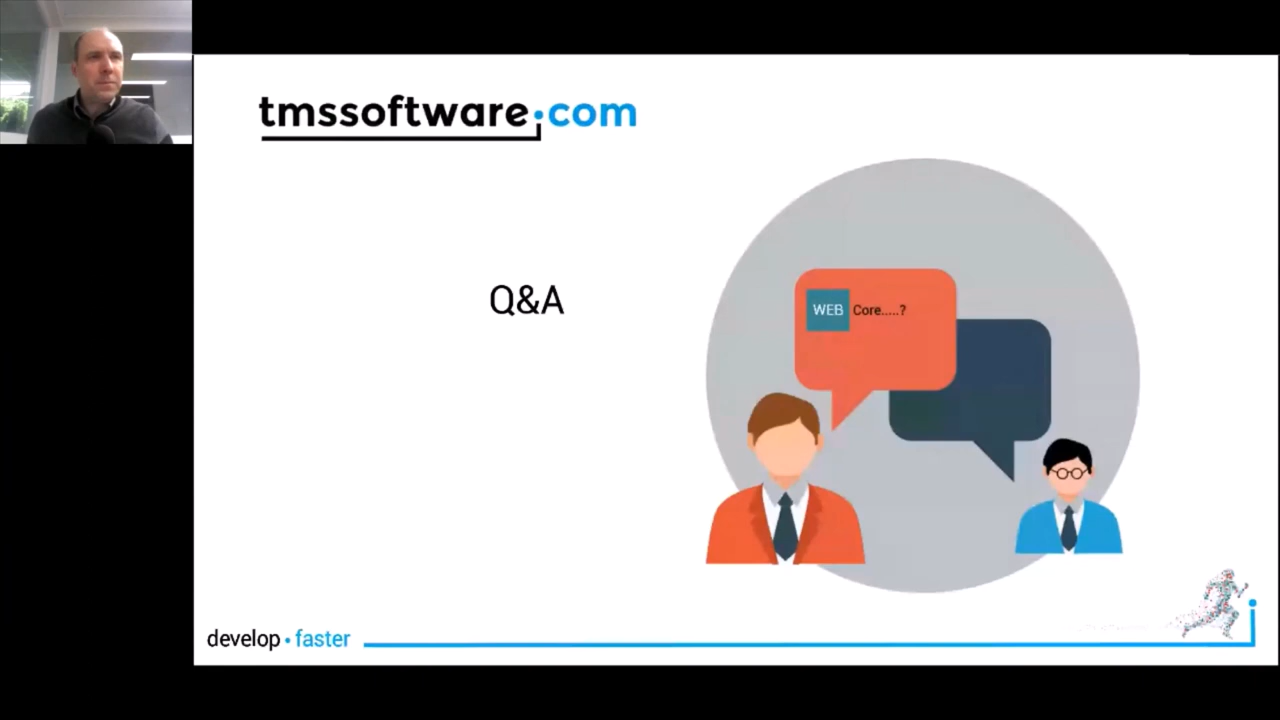 tmssoftware.com
Q&A
WEB Core.....?
develop • faster